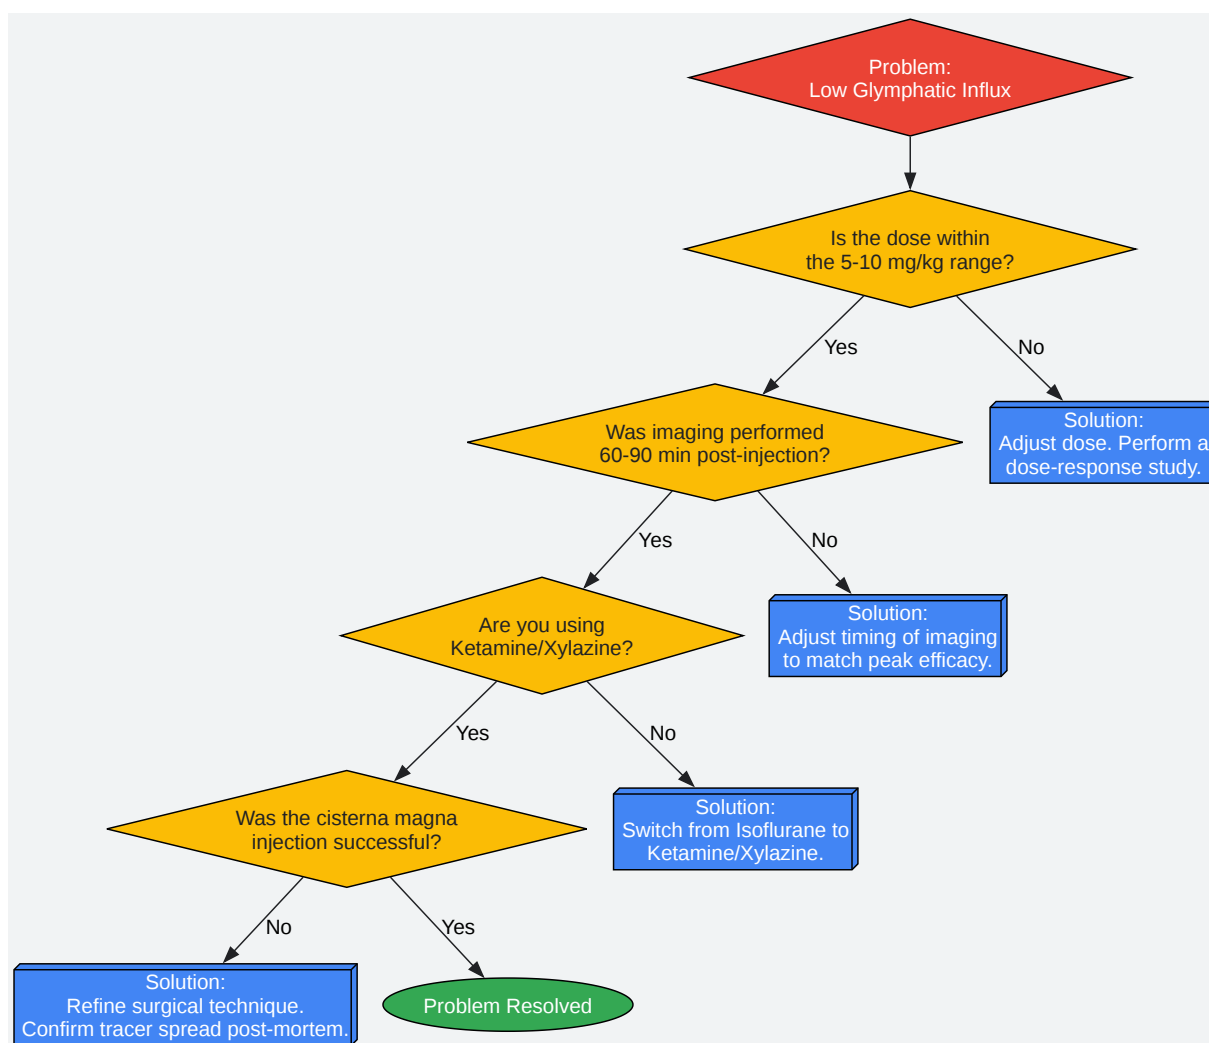 Problem:
Low Glymphatic Influx
Is the dose within
the 5-10 mg/kg range?
Yes
No
Was imaging performed
60-90 min post-injection?
Solution:
Adjust dose. Perform a
dose-response study.
Yes
No
Are you using
Ketamine/Xylazine?
Solution:
Adjust timing of imaging
to match peak efficacy.
Yes
No
Was the cisterna magna
injection successful?
Solution:
Switch from Isoflurane to
Ketamine/Xylazine.
No
Yes
Solution:
Refine surgical technique.
Confirm tracer spread post-mortem.
Problem Resolved